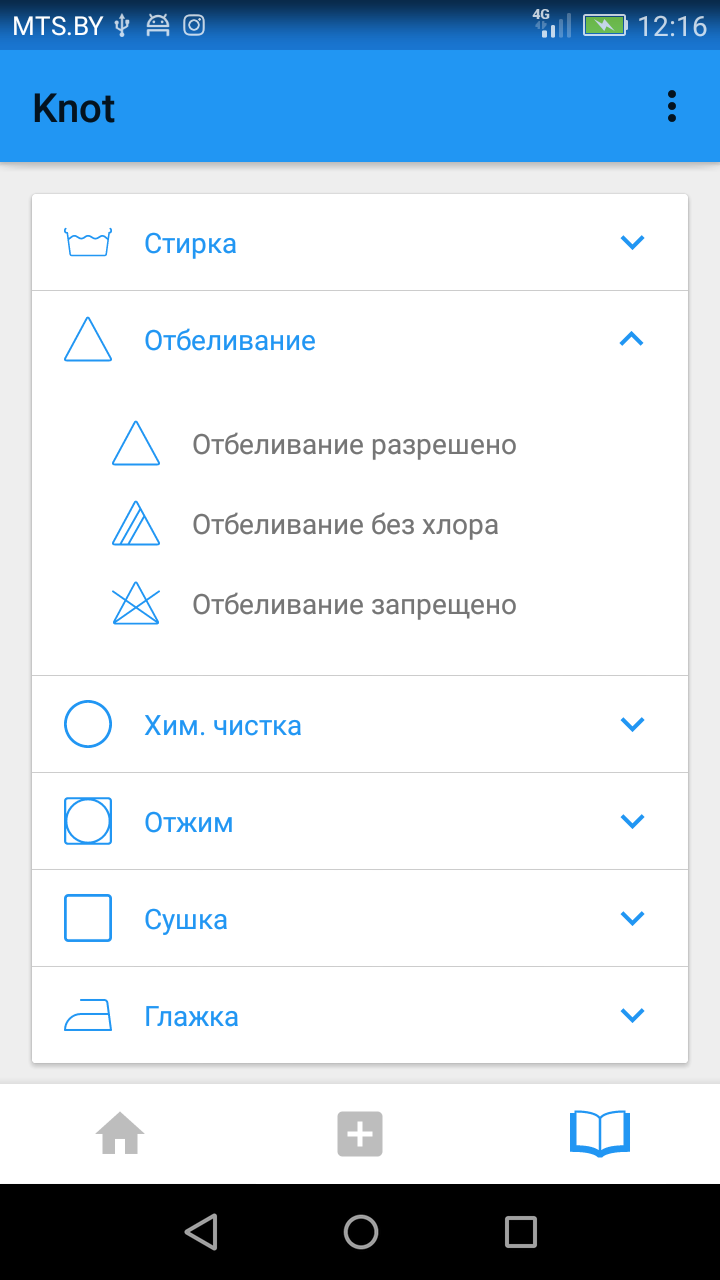 MTS.BY 4G 12:16
Knot
Стирка
Отбеливание
Отбеливание разрешено
Отбеливание без хлора
Отбеливание запрещено
Хим. чистка
Отжим
Сушка
Глажка